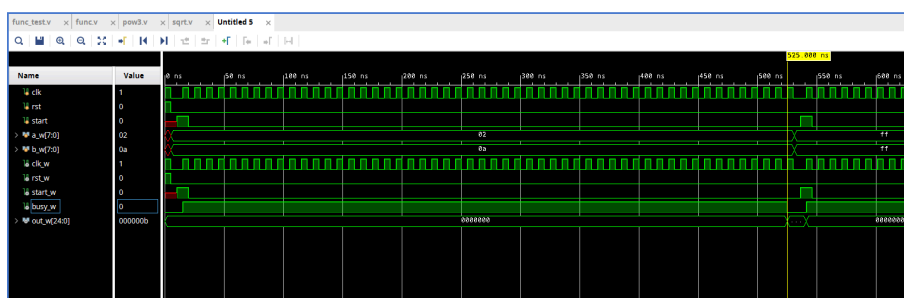 func_test.v × func.v × pow3.v × sqrt.v × Untitled 5 ×
525.000 ns
Name Value 0 ns 50 ns 100 ns 150 ns 200 ns 250 ns 300 ns 350 ns 400 ns 450 ns 500 ns 550 ns 600 ns
clk 1
rst 0
start 0
a_w[7:0] 02 02 ff
b_w[7:0] 0a 0a ff
clk_w 1
rst_w 0
start_w 0
busy_w 0
out_w[24:0] 000000b 0000000 ... 0000000